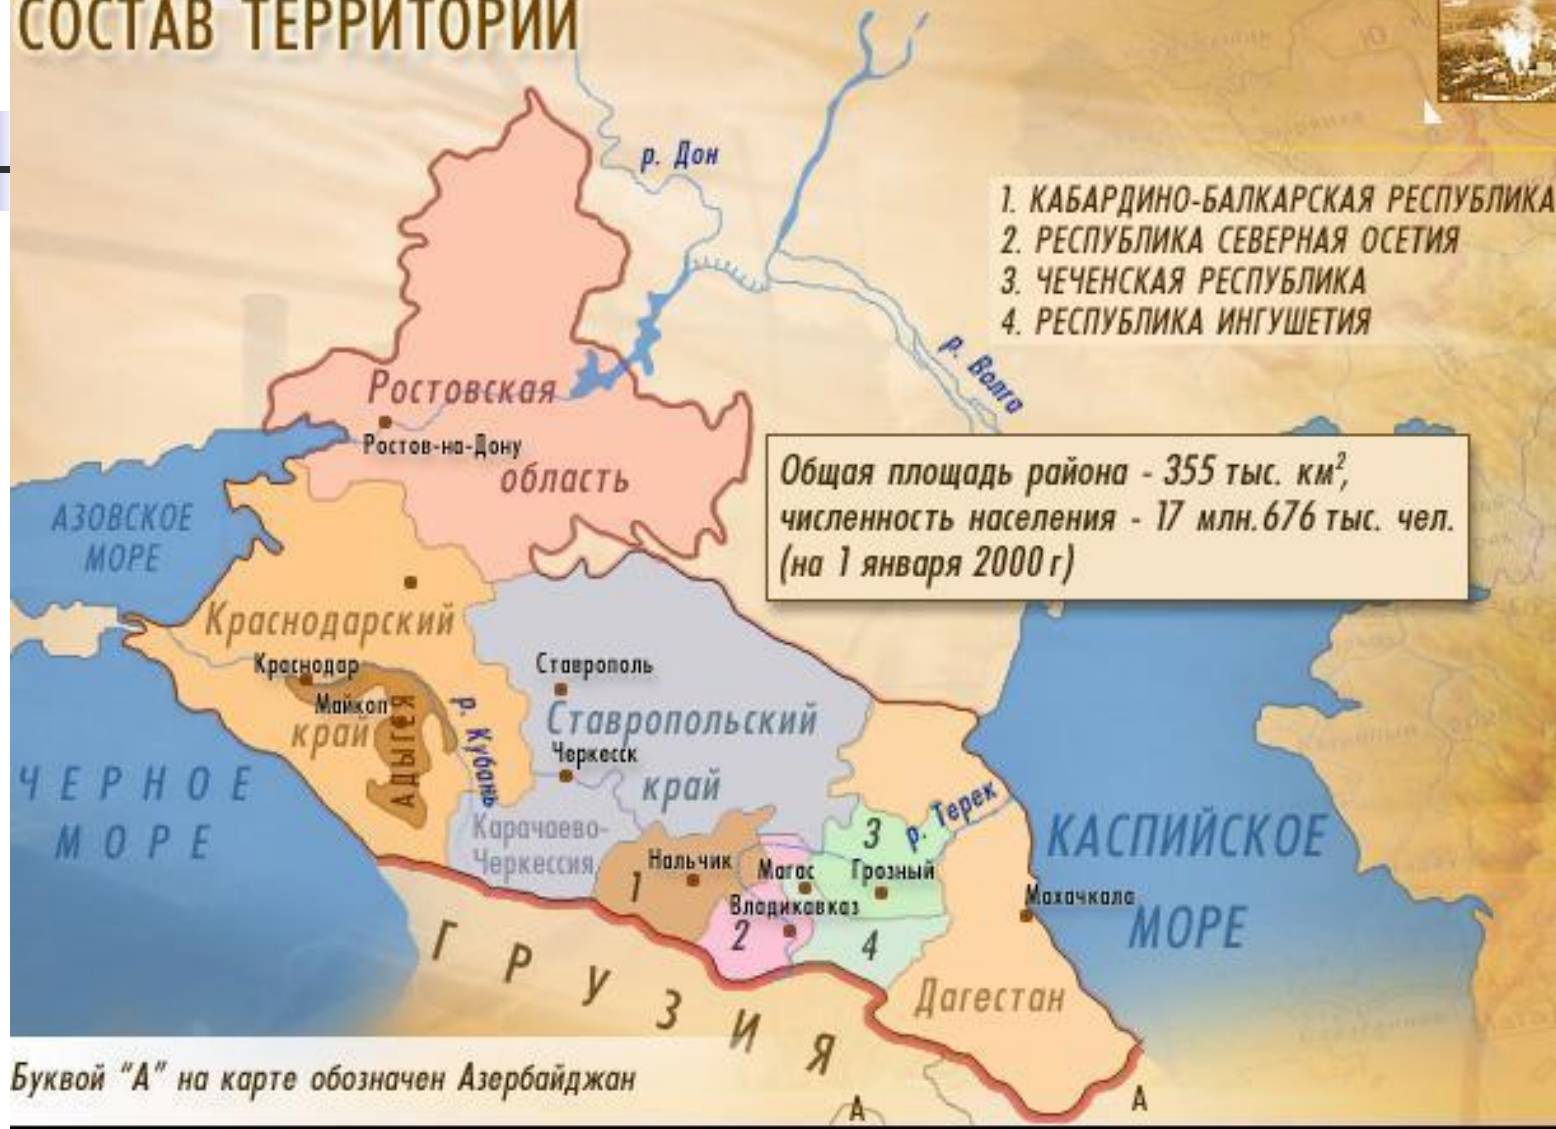 СОСТАВ ТЕРРИТОРИИ
р. Дон
1. КАБАРДИНО-БАЛКАРСКАЯ РЕСПУБЛИКА
2. РЕСПУБЛИКА СЕВЕРНАЯ ОСЕТИЯ
3. ЧЕЧЕНСКАЯ РЕСПУБЛИКА
4. РЕСПУБЛИКА ИНГУШЕТИЯ
р. Волга
Ростовская
Ростов-на-Дону
область
Общая площадь района - 355 тыс. км²,
численность населения - 17 млн.676 тыс. чел.
(на 1 января 2000 г)
АЗОВСКОЕ
МОРЕ
Краснодарский
Краснодар
Майкоп
край
АДЫГЕЯ
р. Кубань
Ставрополь
Ставропольский
Черкесск
край
ЧЕРНОЕ
МОРЕ
Карачаево-
Черкессия
1
Нальчик
Магас
Владикавказ
2
3
Грозный
4
р. Терек
КАСПИЙСКОЕ
Махачкала
МОРЕ
Дагестан
ГРУЗИЯ
Буквой "А" на карте обозначен Азербайджан
А
А